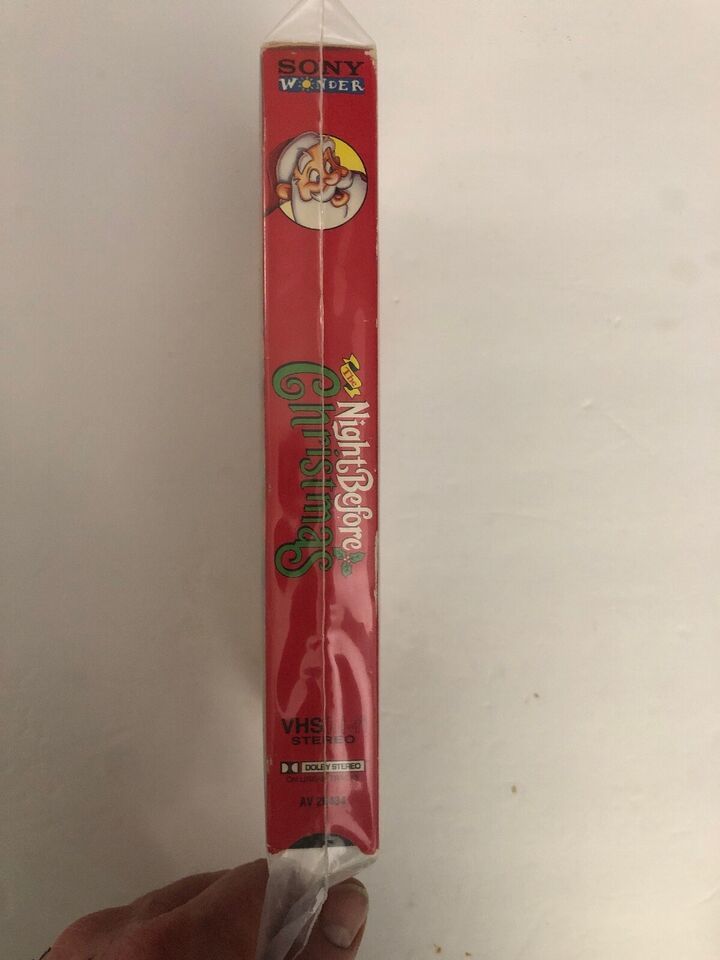 SONY
WONDER
The
Night Before
Christmas
VHS
STEREO
DOLBY STEREO